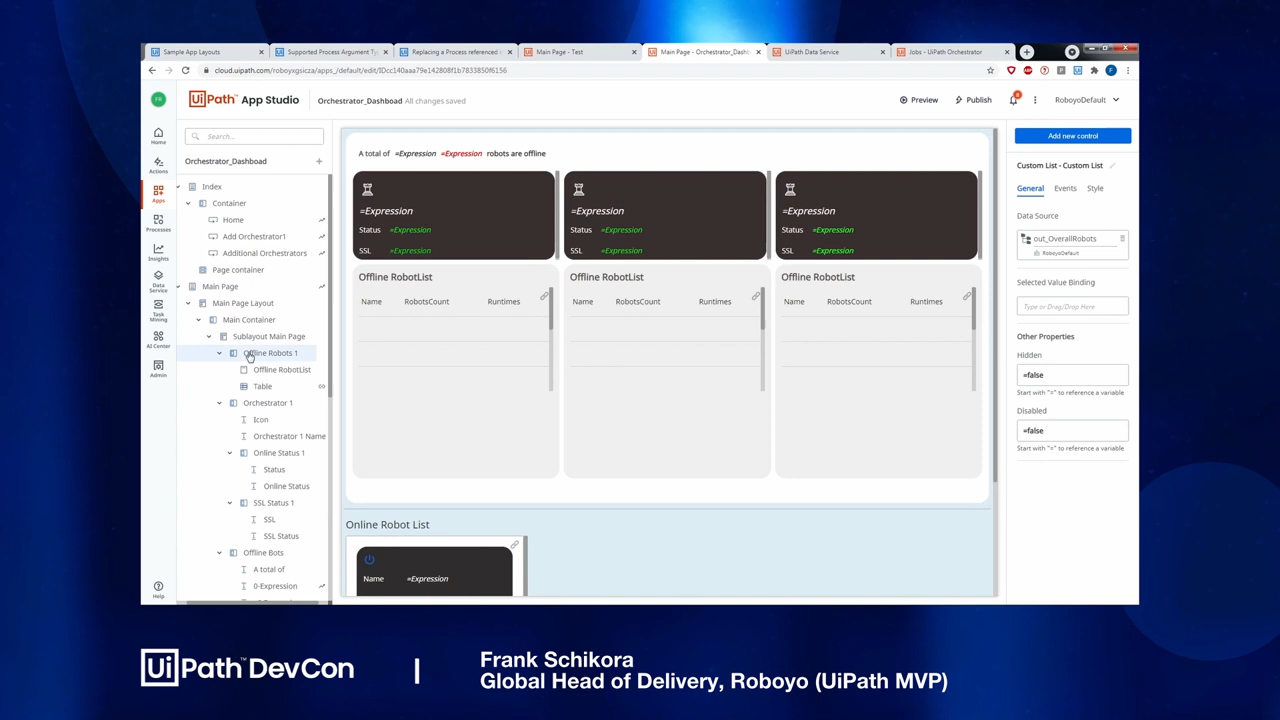 Sample App Layouts
Supported Process Argument Ty
Replacing a Process referenced i
Main Page - Test
Main Page - Orchestrator_Dashb
UiPath Data Service
Jobs - UiPath Orchestrator
cloud.uipath.com/roboyxgsicza/apps_/default/edit/IDcc140aaa79e142808f1b7833850f6156
FR
UiPath™ App Studio
Orchestrator_Dashboad All changes saved
Preview
Publish
RoboyoDefault
Home
Actions
Apps
Processes
Insights
Data
Service
Task
Mining
AI Center
Admin
Help
Search...
Orchestrator_Dashboad
Index
Container
Home
Add Orchestrator1
Additional Orchestrators
Page container
Main Page
Main Page Layout
Main Container
Sublayout Main Page
Offline Robots 1
Offline RobotList
Table
Orchestrator 1
Icon
Orchestrator 1 Name
Online Status 1
Status
Online Status
SSL Status 1
SSL
SSL Status
Offline Bots
A total of
0-Expression
A total of =Expression =Expression robots are offline
=Expression
Status =Expression
SSL =Expression
Offline RobotList
Name RobotsCount Runtimes
=Expression
Status =Expression
SSL =Expression
Offline RobotList
Name RobotsCount Runtimes
=Expression
Status =Expression
SSL =Expression
Offline RobotList
Name RobotsCount Runtimes
Online Robot List
Name =Expression
Add new control
Custom List - Custom List
General Events Style
Data Source
out_OverallRobots
RoboyoDefault
Selected Value Binding
Type or Drag/Drop Here
Other Properties
Hidden
=false
Start with "=" to reference a variable
Disabled
=false
Start with "=" to reference a variable
UiPath™ DevCon
Frank Schikora
Global Head of Delivery, Roboyo (UiPath MVP)